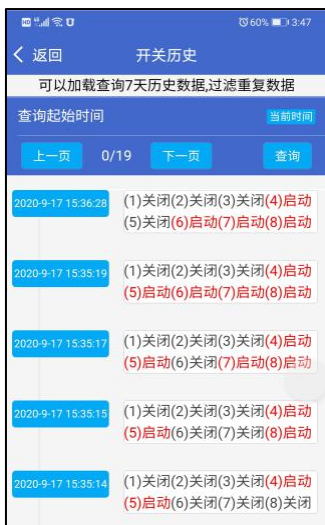 60% 3:47
返回 开关历史
可以加载查询7天历史数据,过滤重复数据
查询起始时间 当前时间
上一页 0/19 下一页 查询
2020-9-17 15:36:28 (1)关闭(2)关闭(3)关闭(4)启动
(5)关闭(6)启动(7)启动(8)启动
2020-9-17 15:35:19 (1)关闭(2)关闭(3)关闭(4)启动
(5)启动(6)启动(7)启动(8)启动
2020-9-17 15:35:17 (1)关闭(2)关闭(3)关闭(4)启动
(5)启动(6)关闭(7)启动(8)启动
2020-9-17 15:35:15 (1)关闭(2)关闭(3)关闭(4)启动
(5)启动(6)关闭(7)关闭(8)启动
2020-9-17 15:35:14 (1)关闭(2)关闭(3)关闭(4)启动
(5)启动(6)关闭(7)关闭(8)关闭